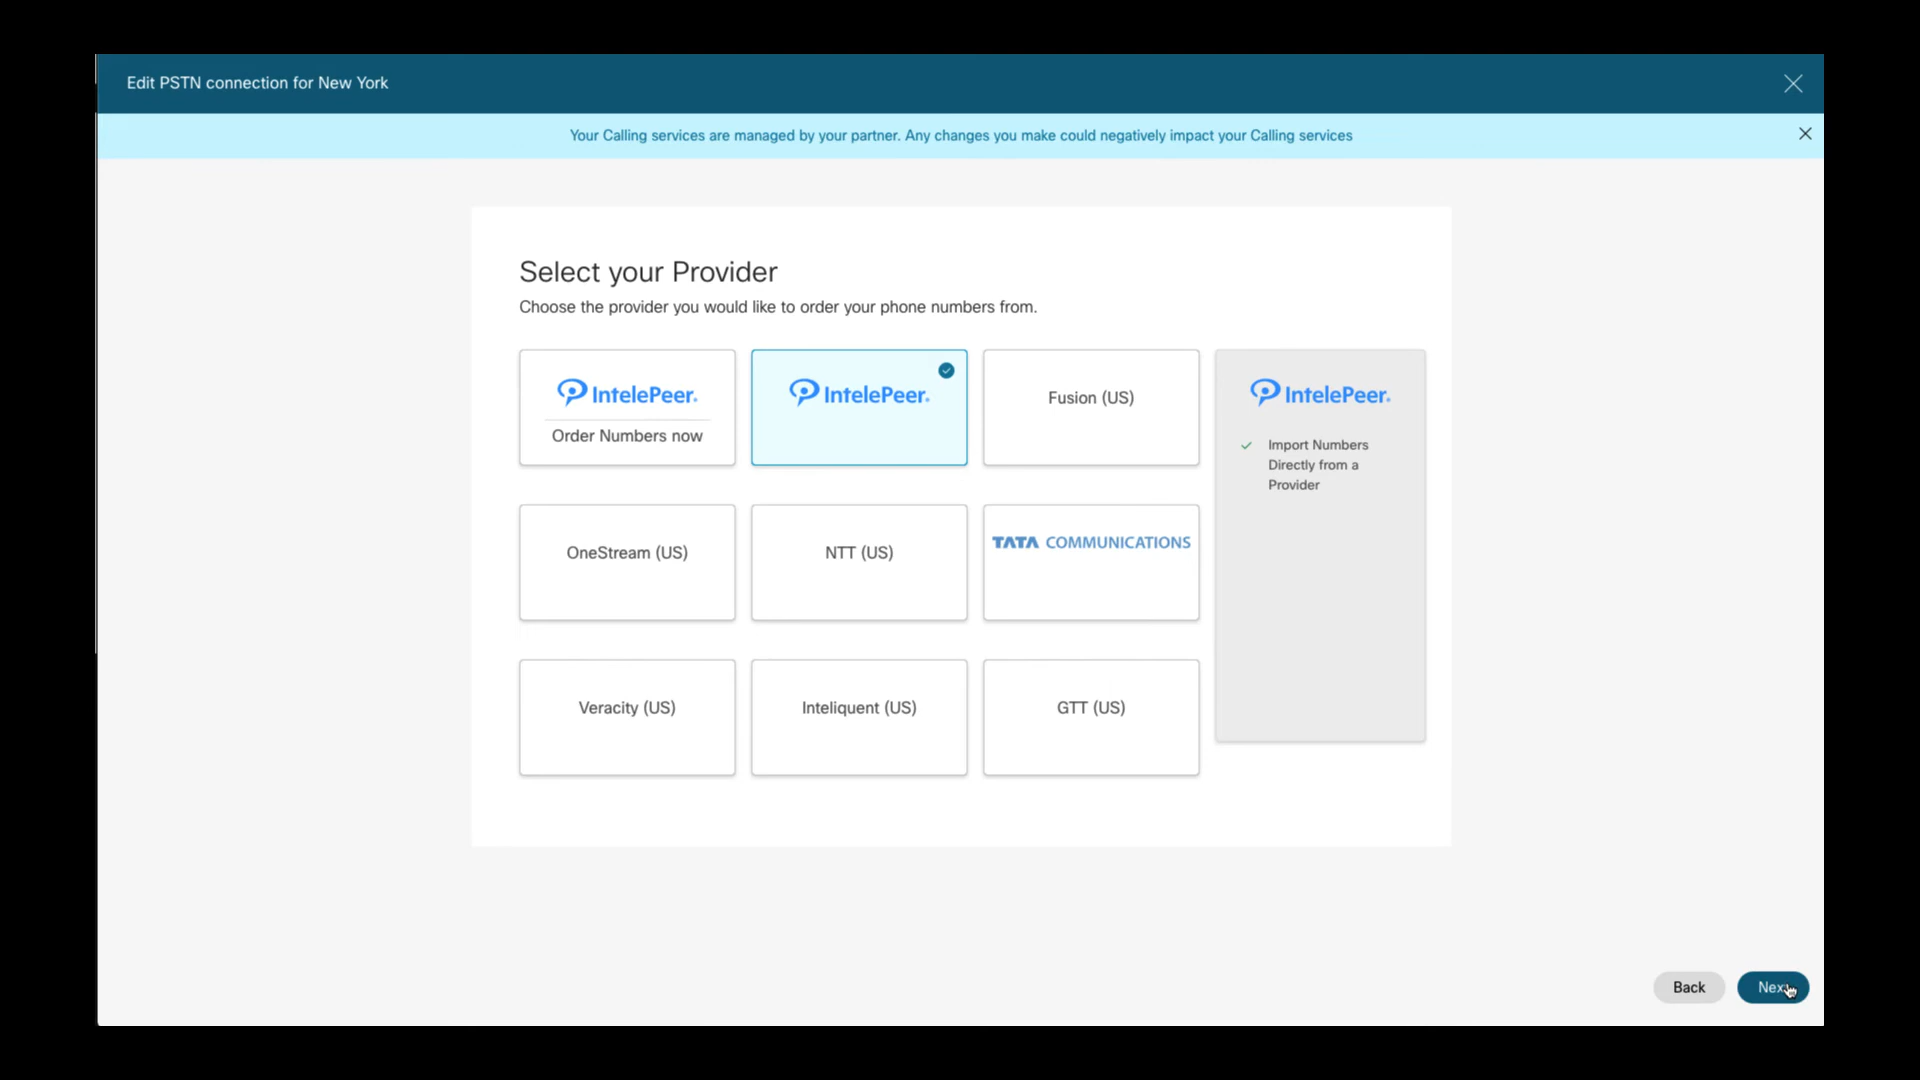 Edit PSTN connection for New York
Your Calling services are managed by your partner. Any changes you make could negatively impact your Calling services
Select your Provider
Choose the provider you would like to order your phone numbers from.
IntelePeer.
Order Numbers now
IntelePeer.
Fusion (US)
IntelePeer.
Import Numbers
Directly from a
Provider
OneStream (US)
NTT (US)
TATA COMMUNICATIONS
Veracity (US)
Inteliquent (US)
GTT (US)
Back
Next